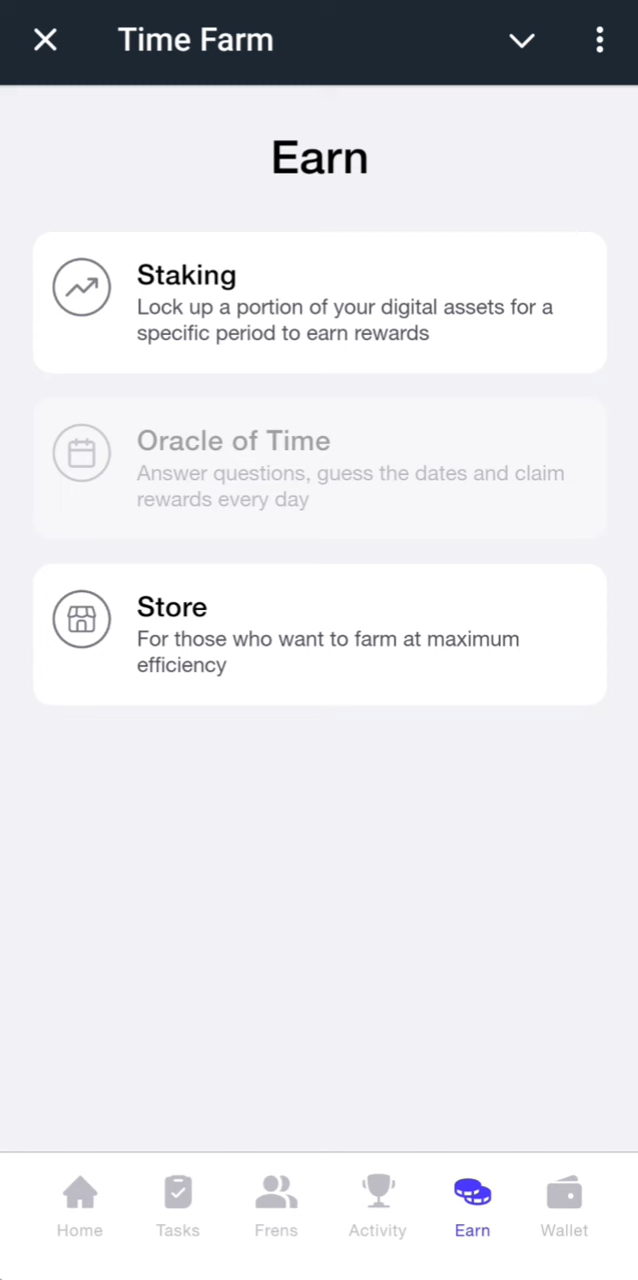 Time Farm
Earn
Staking
Lock up a portion of your digital assets for a
specific period to earn rewards
Oracle of Time
Answer questions, guess the dates and claim
rewards every day
Store
For those who want to farm at maximum
efficiency
Home
Tasks
Frens
Activity
Earn
Wallet